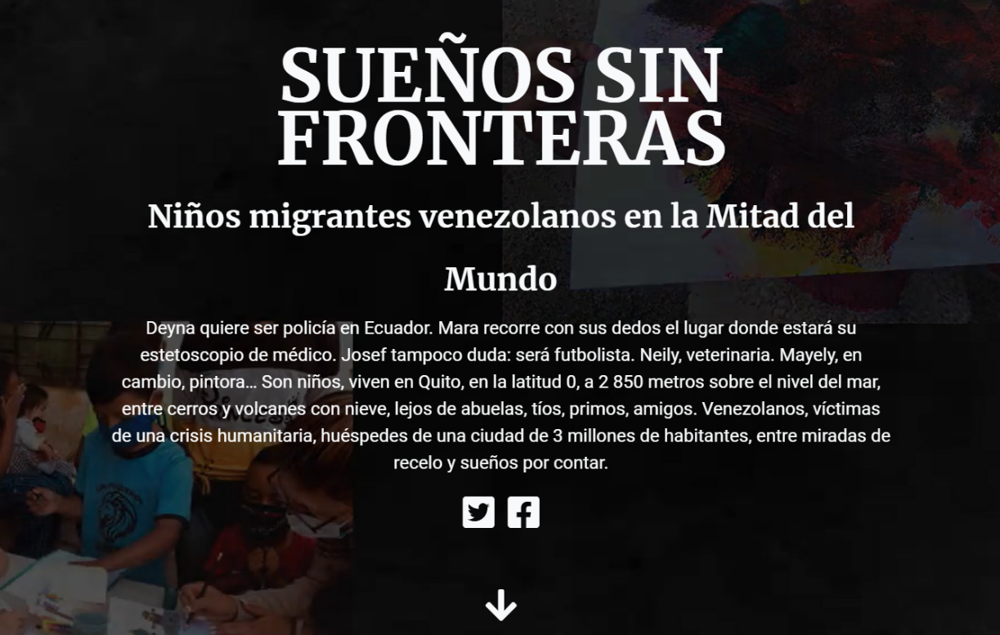 SUEÑOS SIN
FRONTERAS
Niños migrantes venezolanos en la Mitad del
Mundo
Deyna quiere ser policía en Ecuador. Mara recorre con sus dedos el lugar donde estará su
estetoscopio de médico. Josef tampoco duda: será futbolista. Neily, veterinaria. Mayely, en
cambio, pintora... Son niños, viven en Quito, en la latitud 0, a 2 850 metros sobre el nivel del mar,
entre cerros y volcanes con nieve, lejos de abuelas, tíos, primos, amigos. Venezolanos, víctimas
de una crisis humanitaria, huéspedes de una ciudad de 3 millones de habitantes, entre miradas de
recelo y sueños por contar.